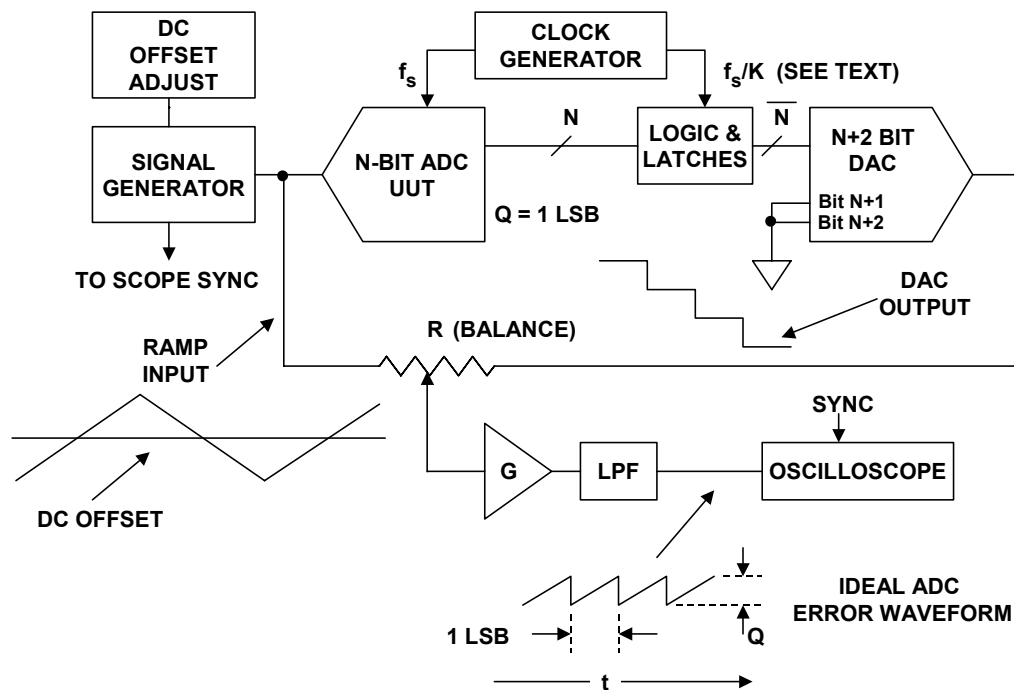 DC
OFFSET
ADJUST
CLOCK
GENERATOR
fs
fs/K (SEE TEXT)
SIGNAL
GENERATOR
N-BIT ADC
UUT
Q = 1 LSB
N
LOGIC &
LATCHES
N̅
N+2 BIT
DAC
Bit N+1
Bit N+2
TO SCOPE SYNC
DAC
OUTPUT
R (BALANCE)
RAMP
INPUT
SYNC
G
LPF
OSCILLOSCOPE
DC OFFSET
IDEAL ADC
ERROR WAVEFORM
1 LSB
Q
t